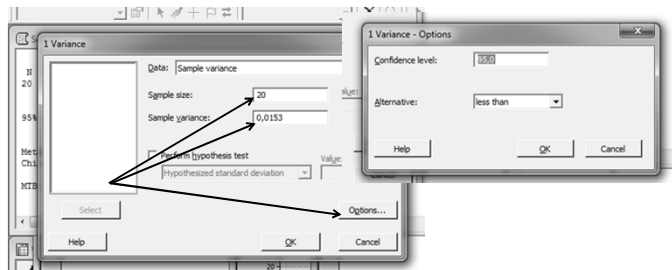 1 Variance
Data: Sample variance
Sample size: 20
Sample variance: 0,0153
Perform hypothesis test
Hypothesized standard deviation
Value:
Select
Options...
Help
OK
Cancel
1 Variance - Options
Confidence level: 95,0
Alternative: less than
Help
OK
Cancel
N
20
95%
Met
Chi
MTB
20